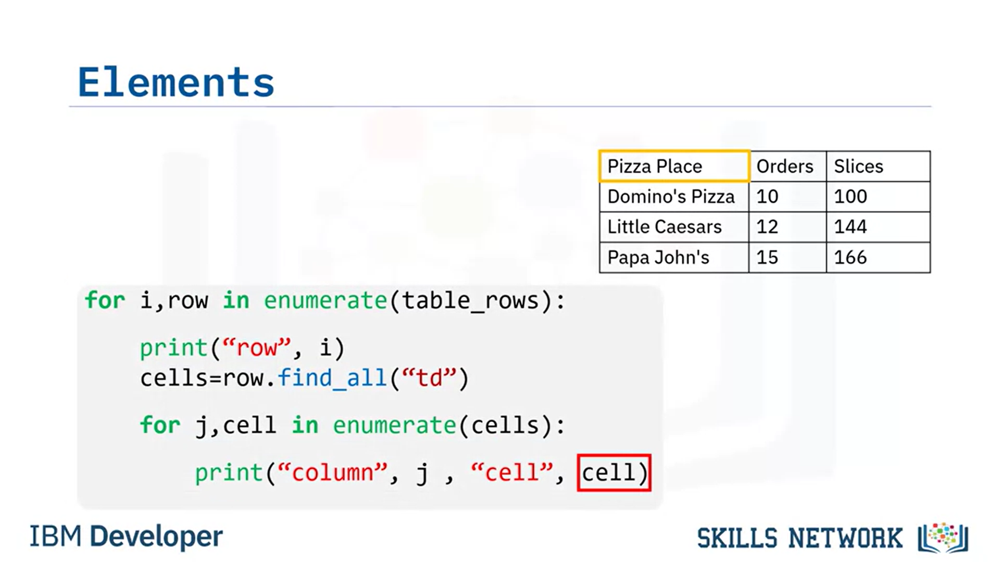 Elements
Pizza Place Orders Slices
Domino's Pizza 10 100
Little Caesars 12 144
Papa John's 15 166
for i,row in enumerate(table_rows):
print(“row”, i)
cells=row.find_all(“td”)
for j,cell in enumerate(cells):
print(“column”, j , “cell”, cell)
IBM Developer
SKILLS NETWORK